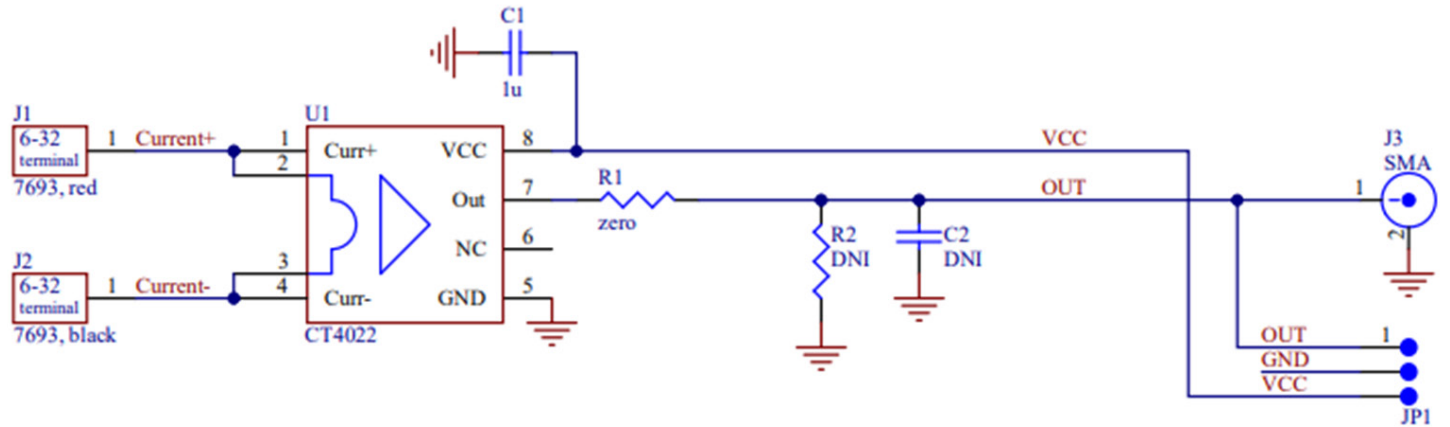 C1
1u
J1
6-32
terminal
7693, red
1
Current+
1
2
U1
Curr+
VCC
8
VCC
J3
SMA
1
2
Out
7
R1
zero
OUT
NC
6
R2
DNI
C2
DNI
J2
6-32
terminal
7693, black
1
Current-
3
4
Curr-
GND
5
CT4022
OUT
1
GND
VCC
JP1